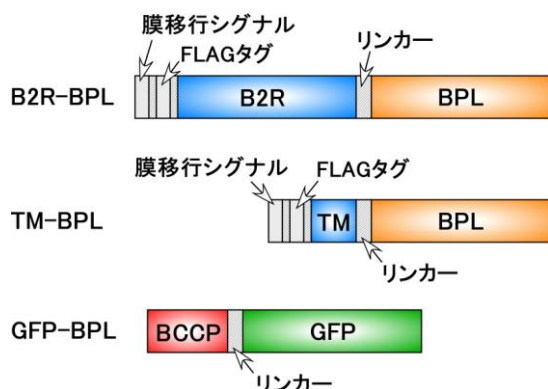 膜移行シグナル
FLAGタグ
リンカー
B2R-BPL
B2R
BPL
膜移行シグナル
FLAGタグ
TM-BPL
TM
BPL
リンカー
GFP-BPL
BCCP
GFP
リンカー